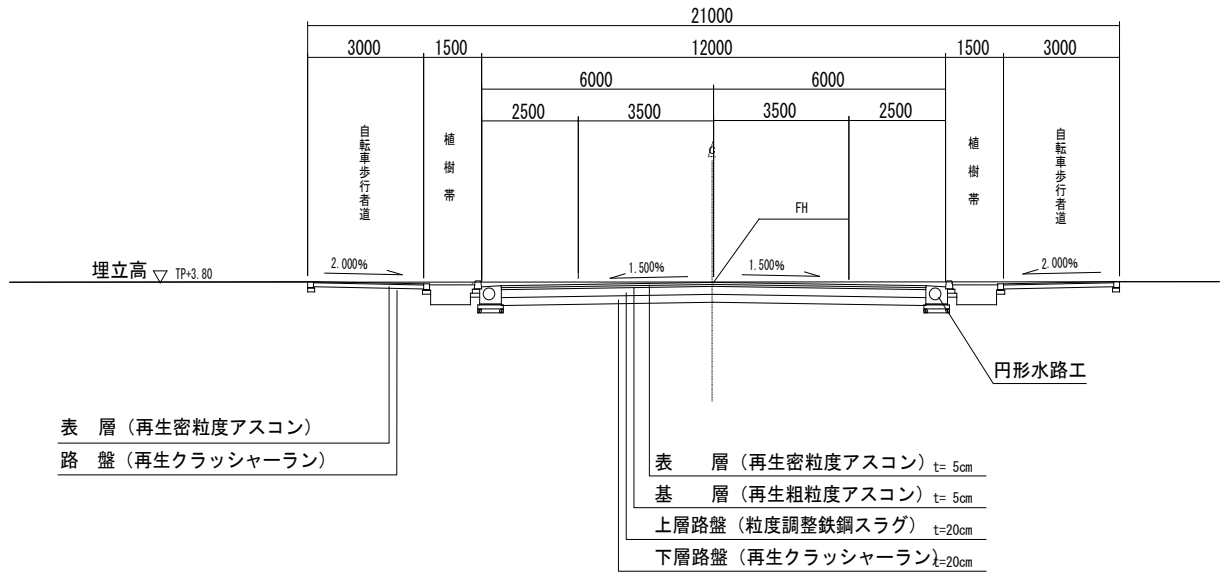 21000
3000
1500
12000
1500
3000
6000
6000
2500
3500
3500
2500
自転車歩行者道
植樹帯
植樹帯
自転車歩行者道
FH
埋立高 TP+3.80
2.000%
1.500%
1.500%
2.000%
円形水路工
表 層（再生密粒度アスコン）
路 盤（再生クラッシャーラン）
表 層（再生密粒度アスコン） t= 5cm
基 層（再生粗粒度アスコン） t= 5cm
上層路盤（粒度調整鉄鋼スラグ） t=20cm
下層路盤（再生クラッシャーラン） t=20cm